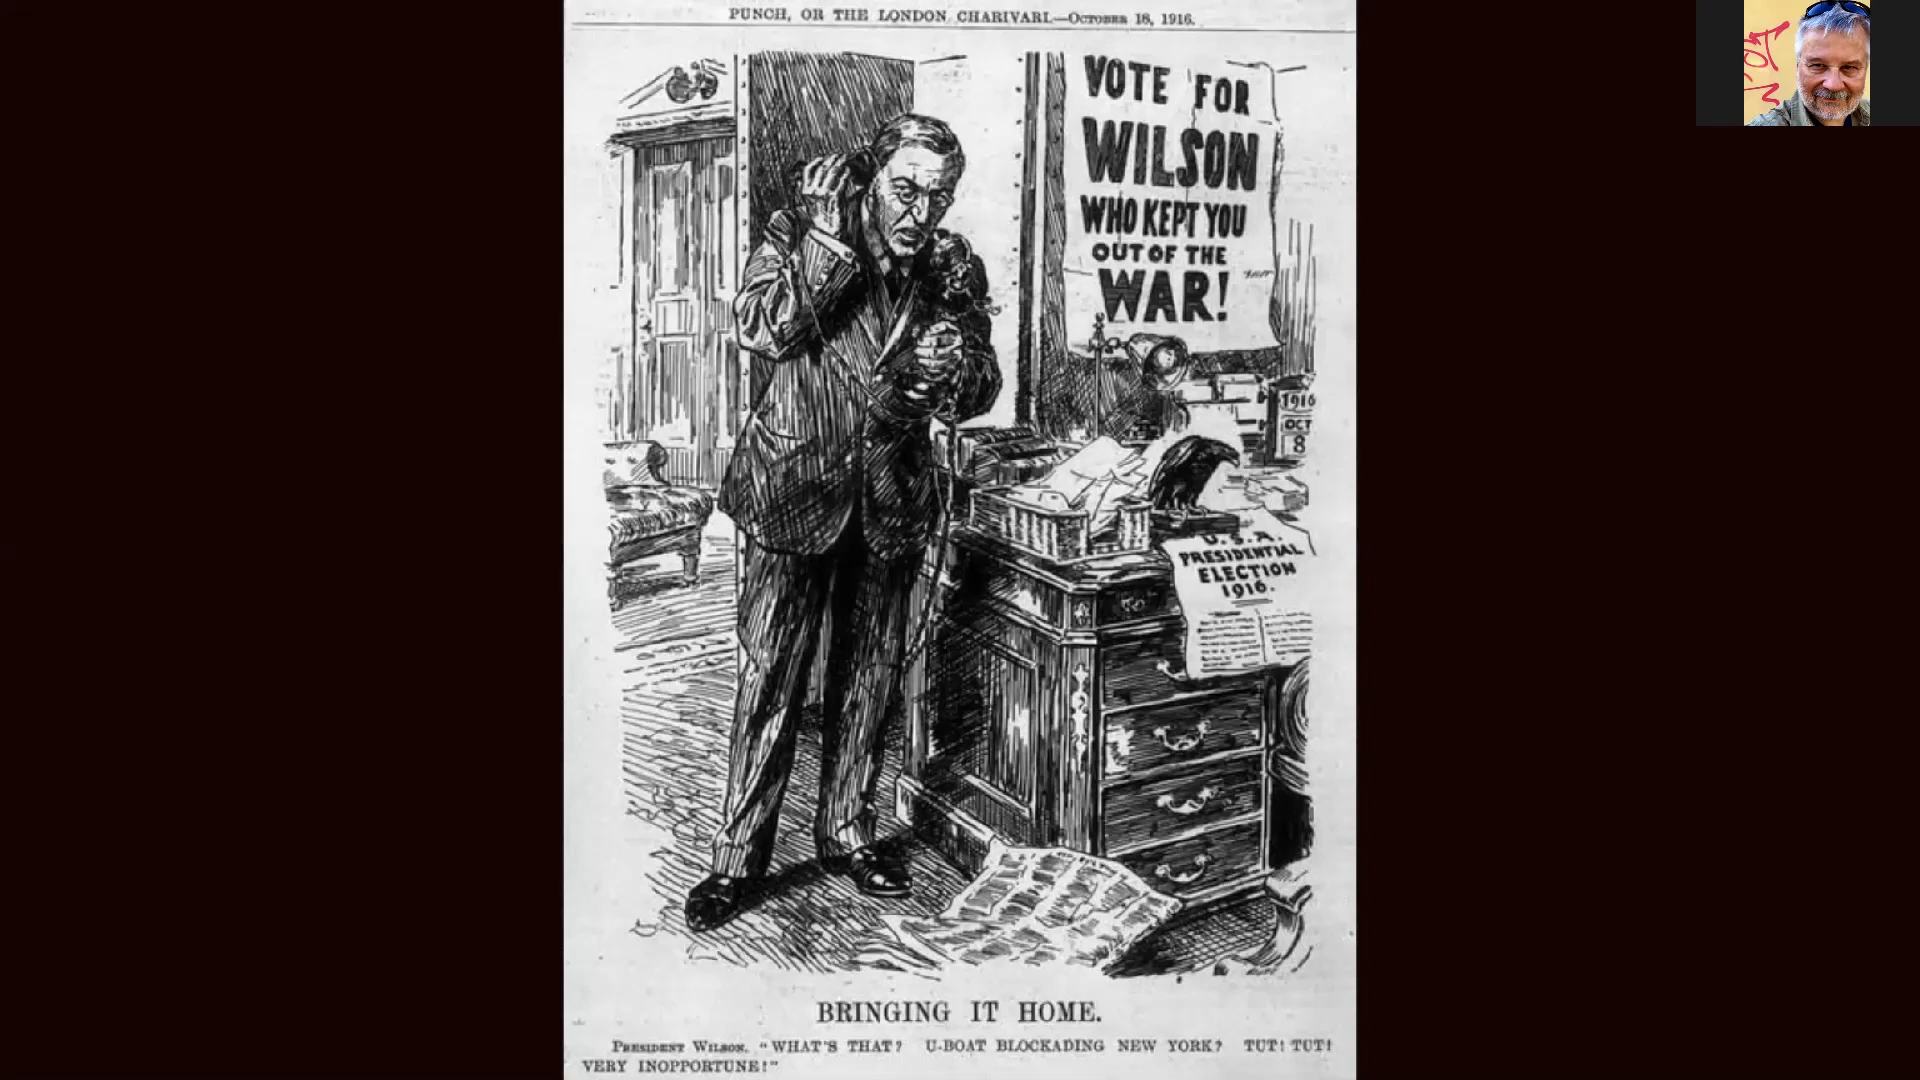 PUNCH, OR THE LONDON CHARIVARI.—OCTOBER 18, 1916.
VOTE FOR
WILSON
WHO KEPT YOU
OUT OF THE
WAR!
1916
OCT
8
U.S.A.
PRESIDENTIAL
ELECTION
1916.
BRINGING IT HOME.
PRESIDENT WILSON. "WHAT'S THAT? U-BOAT BLOCKADING NEW YORK? TUT! TUT!
VERY INOPPORTUNE!"